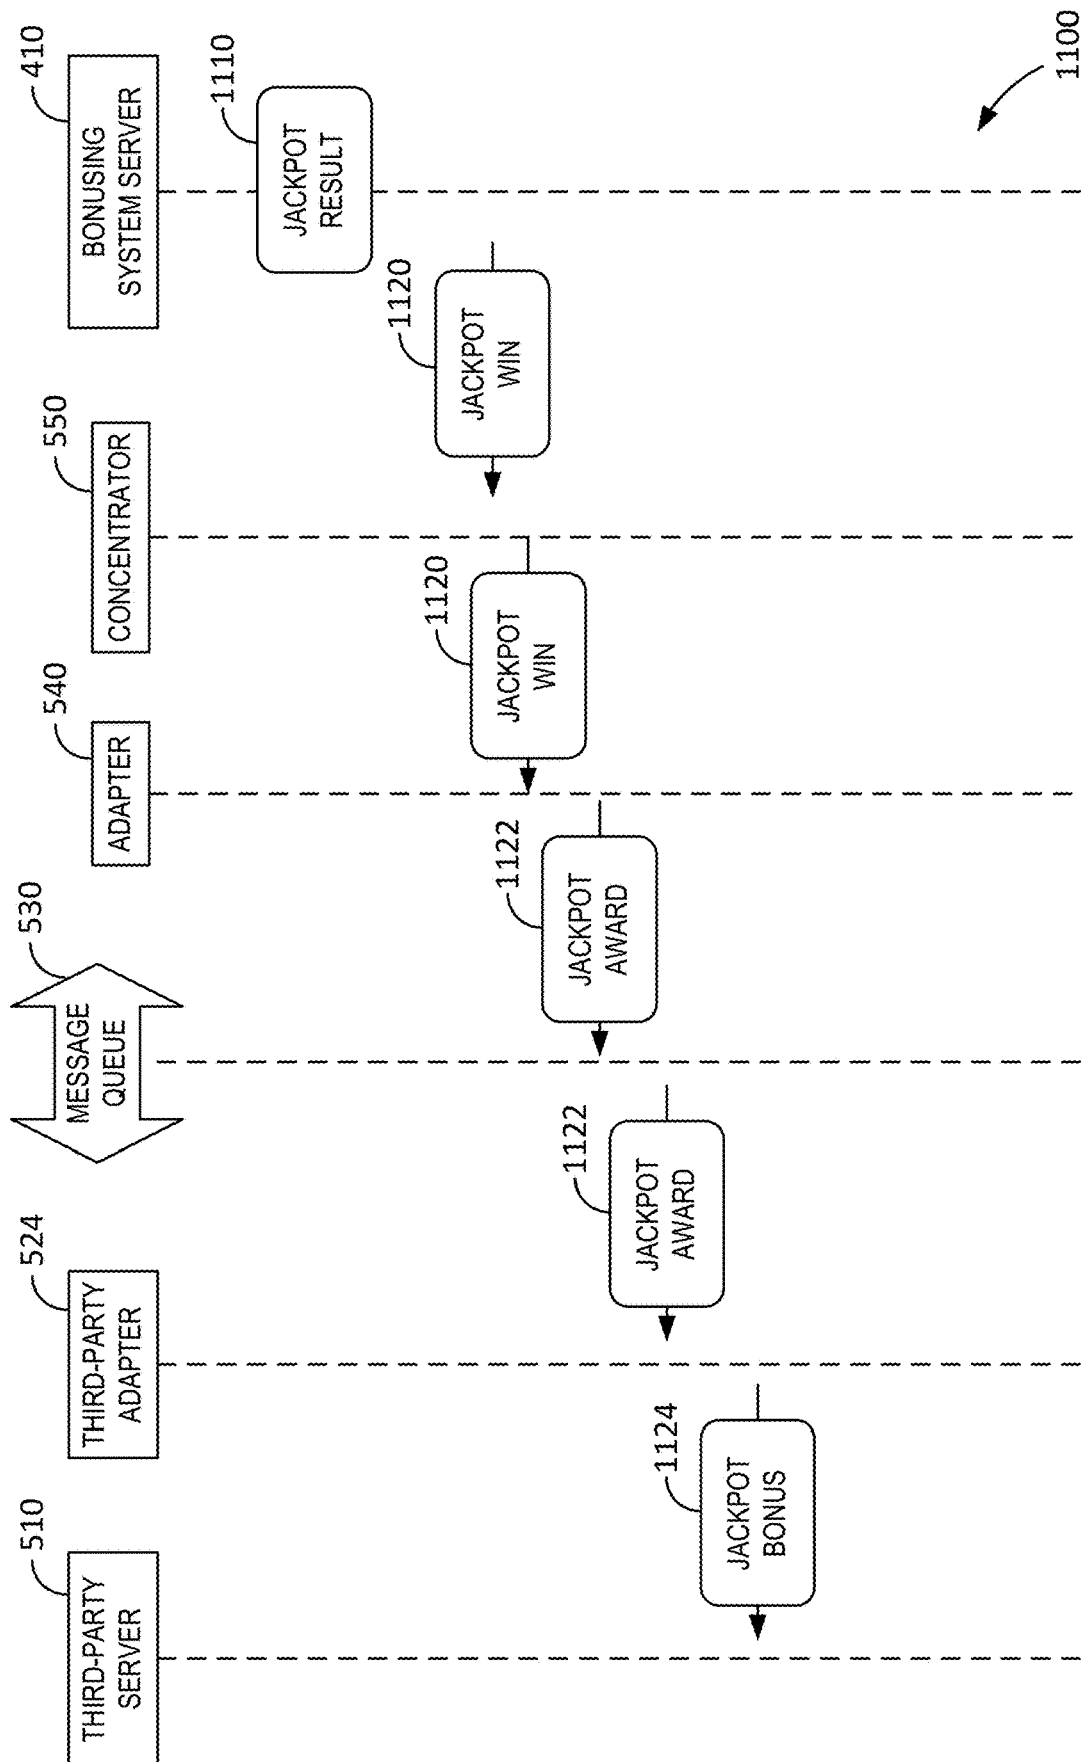 510
THIRD-PARTY
SERVER
524
THIRD-PARTY
ADAPTER
530
MESSAGE
QUEUE
540
ADAPTER
550
CONCENTRATOR
410
BONUSING
SYSTEM SERVER
1110
JACKPOT
RESULT
1120
JACKPOT
WIN
1120
JACKPOT
WIN
1122
JACKPOT
AWARD
1122
JACKPOT
AWARD
1124
JACKPOT
BONUS
1100